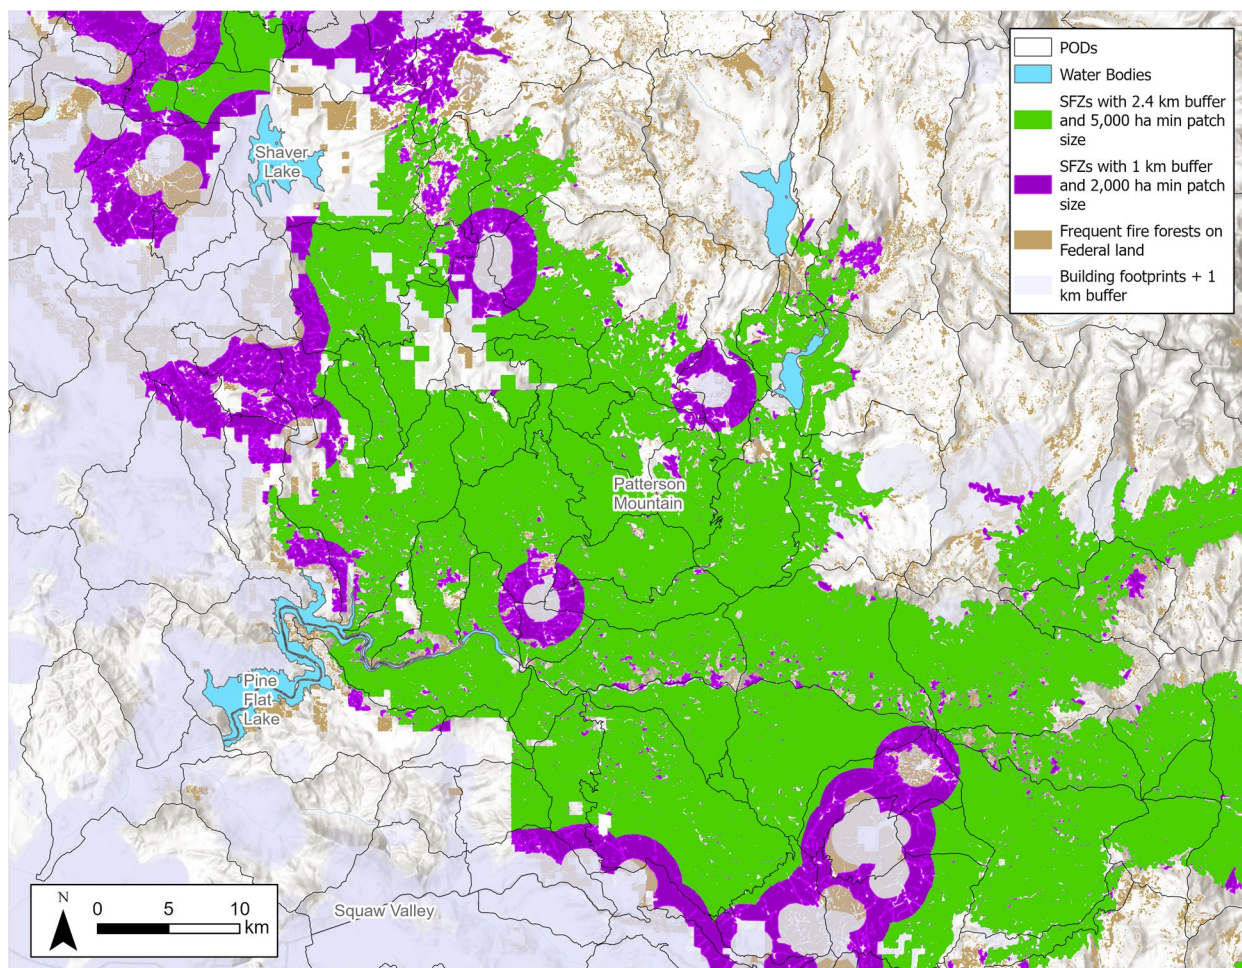 PODs
Water Bodies
SFZs with 2.4 km buffer
and 5,000 ha min patch
size
SFZs with 1 km buffer
and 2,000 ha min patch
size
Frequent fire forests on
Federal land
Building footprints + 1
km buffer
Shaver
Lake
Patterson
Mountain
Pine
Flat
Lake
Squaw Valley
N
0 5 10
km